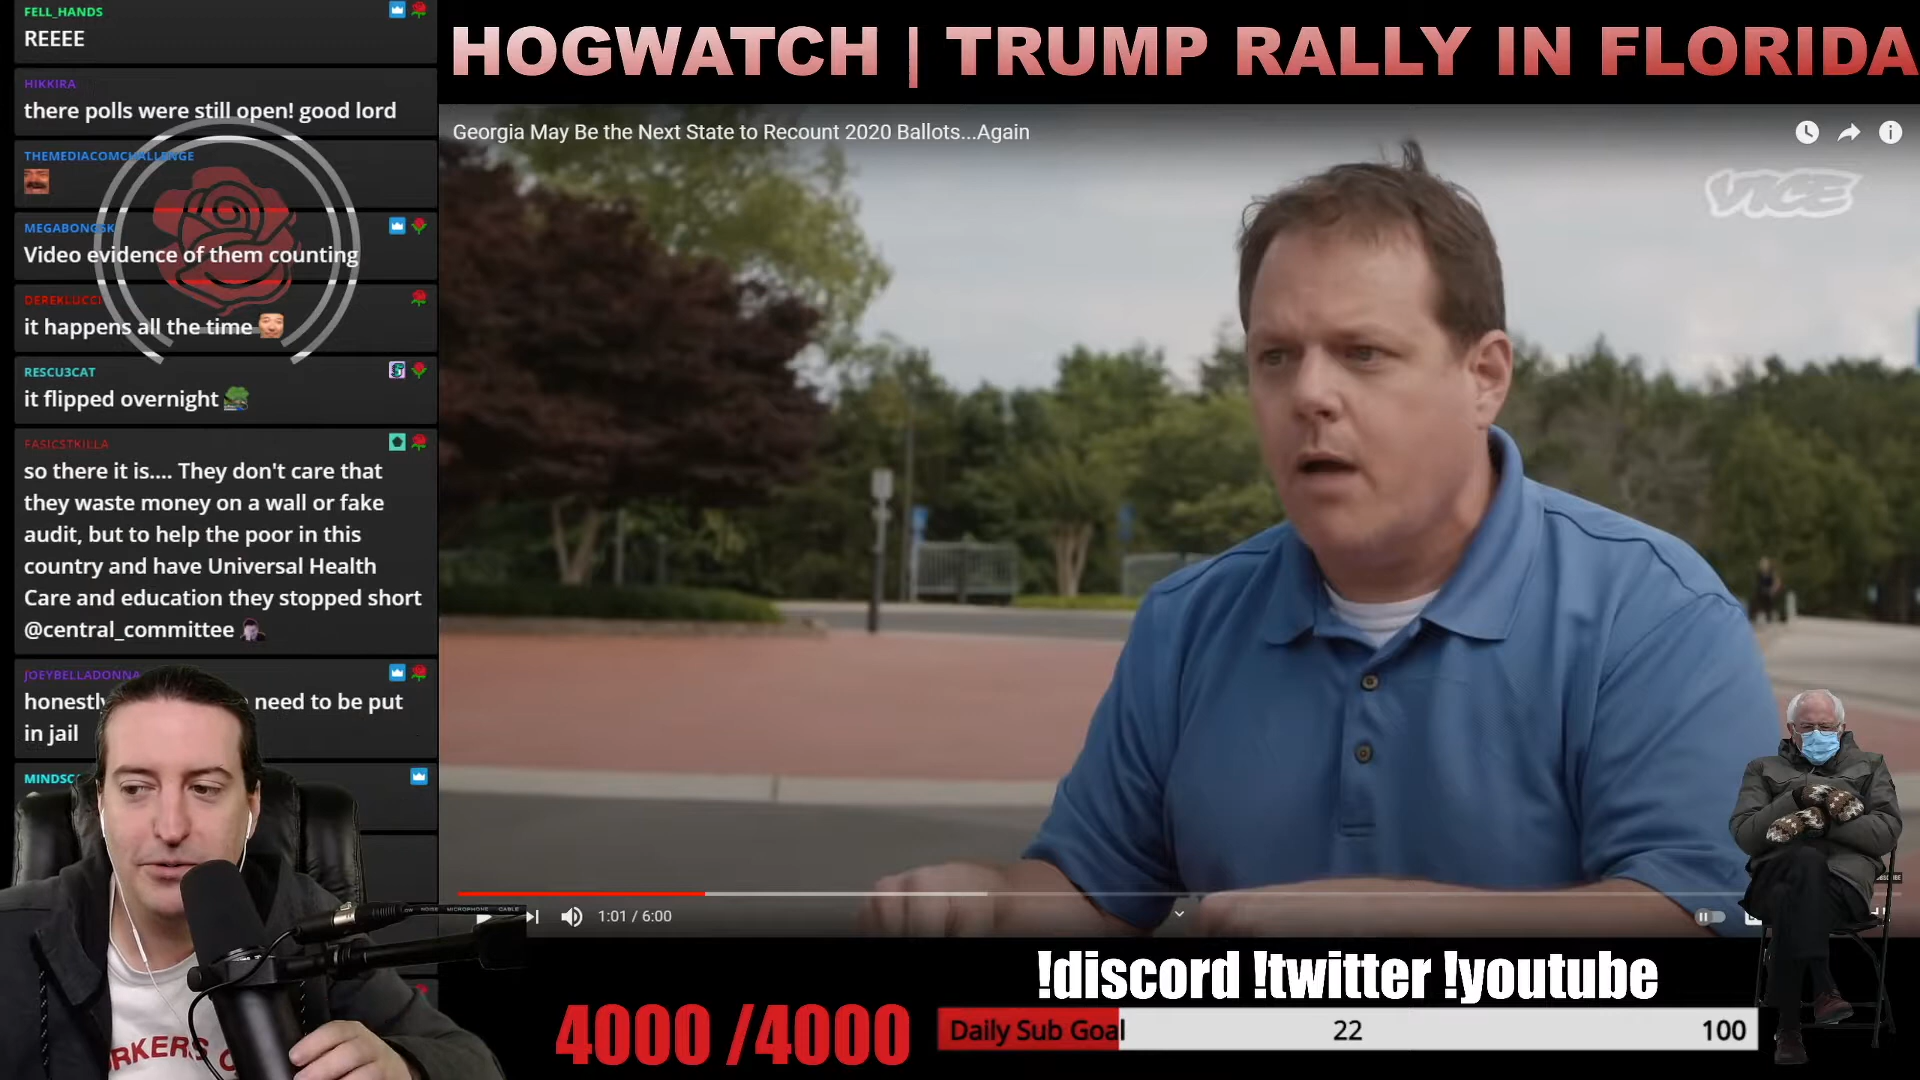 FELL_HANDS
REEEE
HIKKIRA
there polls were still open! good lord
THEMEDIACOMCHALLENGE
MEGABONGSK
Video evidence of them counting
DEREKLUCCI
it happens all the time
RESCU3CAT
it flipped overnight
FASICSTKILLA
so there it is.... They don't care that
they waste money on a wall or fake
audit, but to help the poor in this
country and have Universal Health
Care and education they stopped short
@central_committee
JOEYBELLADONNA
honestly need to be put
in jail
HOGWATCH | TRUMP RALLY IN FLORIDA
Georgia May Be the Next State to Recount 2020 Ballots...Again
VICE
1:01 / 6:00
!discord !twitter !youtube
4000 /4000
Daily Sub Goal 22 100